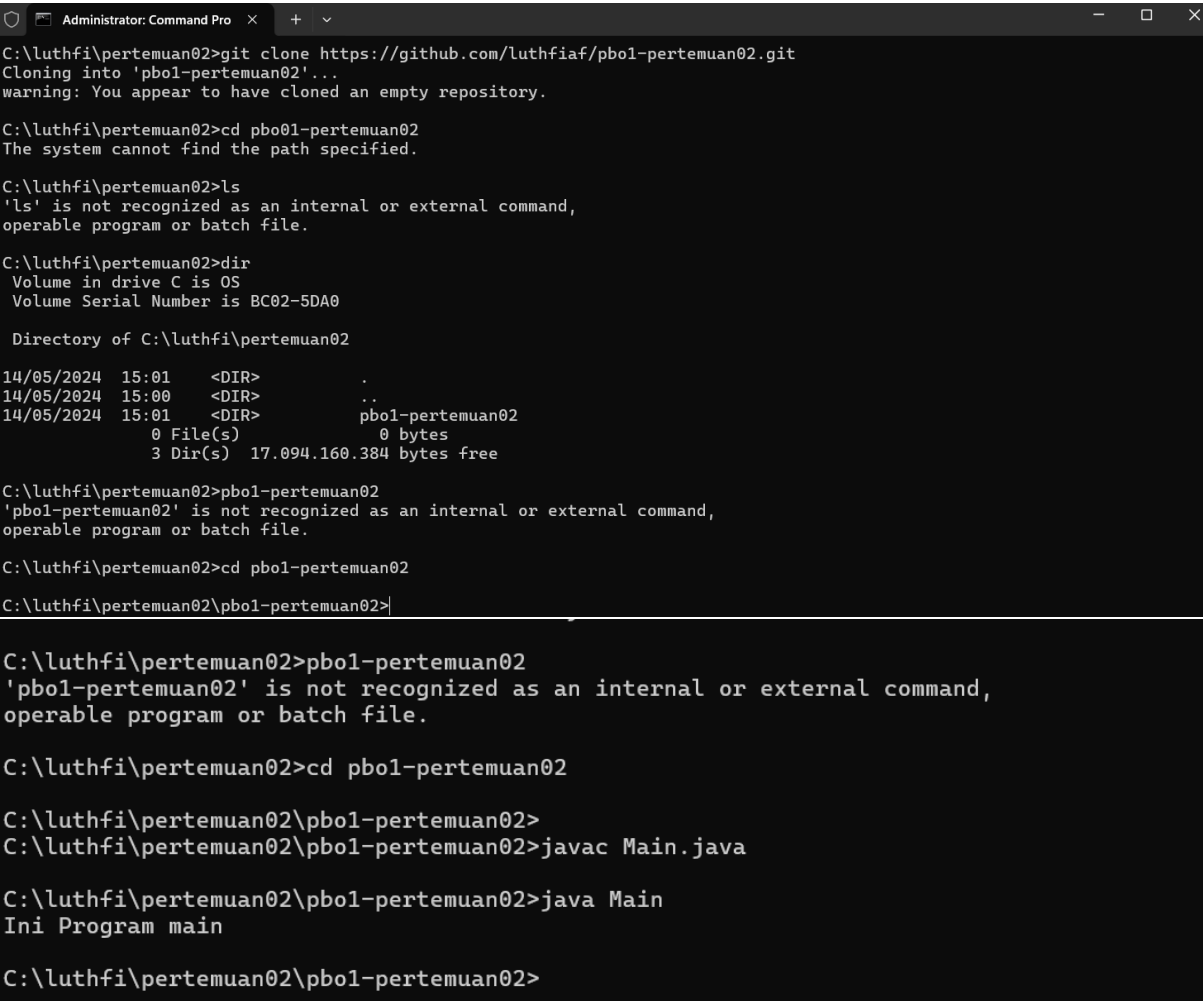 Administrator: Command Pro
C:\luthfi\pertemuan02>git clone https://github.com/luthfiaf/pbo1-pertemuan02.git
Cloning into 'pbo1-pertemuan02'...
warning: You appear to have cloned an empty repository.
C:\luthfi\pertemuan02>cd pbo01-pertemuan02
The system cannot find the path specified.
C:\luthfi\pertemuan02>ls
'ls' is not recognized as an internal or external command,
operable program or batch file.
C:\luthfi\pertemuan02>dir
Volume in drive C is OS
Volume Serial Number is BC02-5DA0
Directory of C:\luthfi\pertemuan02
14/05/2024  15:01    <DIR>          .
14/05/2024  15:00    <DIR>          ..
14/05/2024  15:01    <DIR>          pbo1-pertemuan02
0 File(s)              0 bytes
3 Dir(s)  17.094.160.384 bytes free
C:\luthfi\pertemuan02>pbo1-pertemuan02
'pbo1-pertemuan02' is not recognized as an internal or external command,
operable program or batch file.
C:\luthfi\pertemuan02>cd pbo1-pertemuan02
C:\luthfi\pertemuan02\pbo1-pertemuan02>
C:\luthfi\pertemuan02>pbo1-pertemuan02
'pbo1-pertemuan02' is not recognized as an internal or external command,
operable program or batch file.
C:\luthfi\pertemuan02>cd pbo1-pertemuan02
C:\luthfi\pertemuan02\pbo1-pertemuan02>
C:\luthfi\pertemuan02\pbo1-pertemuan02>javac Main.java
C:\luthfi\pertemuan02\pbo1-pertemuan02>java Main
Ini Program main
C:\luthfi\pertemuan02\pbo1-pertemuan02>